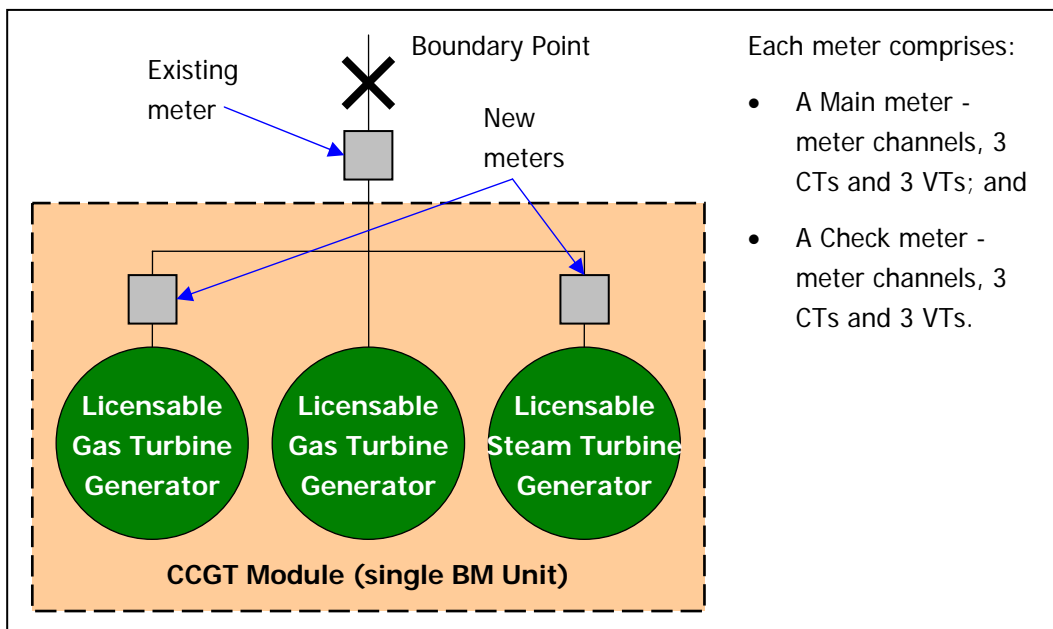 Boundary Point
Existing
meter
New
meters
Each meter comprises:
• A Main meter -
meter channels, 3
CTs and 3 VTs; and
• A Check meter -
meter channels, 3
CTs and 3 VTs.
Licensable
Gas Turbine
Generator
Licensable
Gas Turbine
Generator
Licensable
Steam Turbine
Generator
CCGT Module (single BM Unit)